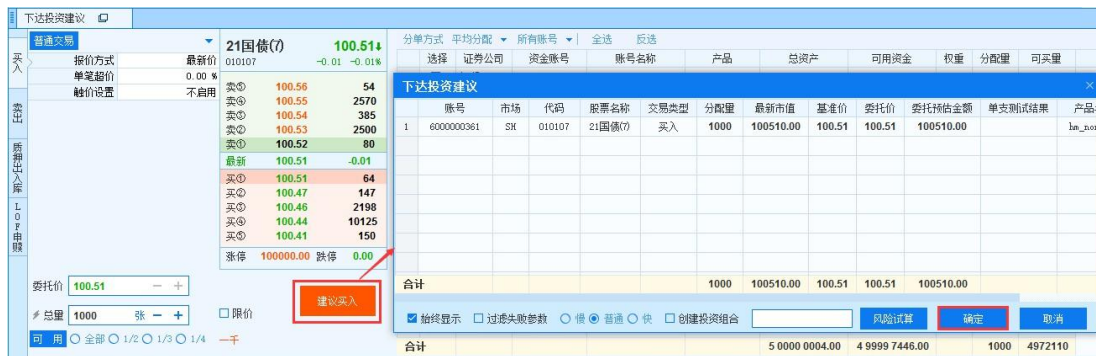 下达投资建议
买入
卖出
质押出入库
LOF申赎
普通交易
报价方式 最新价
单笔超价 0.00 %
触价设置 不启用
21国债(7) 100.51↓
010107 -0.01 -0.01%
卖⑤ 100.56 54
卖④ 100.55 2570
卖③ 100.54 385
卖② 100.53 2500
卖① 100.52 80
最新 100.51 -0.01
买① 100.51 64
买② 100.47 147
买③ 100.46 2198
买④ 100.44 10125
买⑤ 100.41 150
涨停 100000.00 跌停 0.00
委托价 100.51 — +
总量 1000 张 — +
可 用 全部 1/2 1/3 1/4 一千
建议买入
限价
分单方式 平均分配 所有账号 全选 反选
选择 证券公司 资金账号 账号名称 产品 总资产 可用资金 权重 分配量 可买量
下达投资建议 ×
账号 市场 代码 股票名称 交易类型 分配量 最新市值 基准价 委托价 委托预估金额 单支测试结果
1 6000000361 SH 010107 21国债(7) 买入 1000 100510.00 100.51 100.51 100510.00
合计 1000 100510.00 100.51 100.51 100510.00
始终显示 过滤失败参数 慢 普通 快 创建投资组合 风险试算 确定 取消
合计 5 0000 0004.00 4 9999 7446.00 1000 4972110